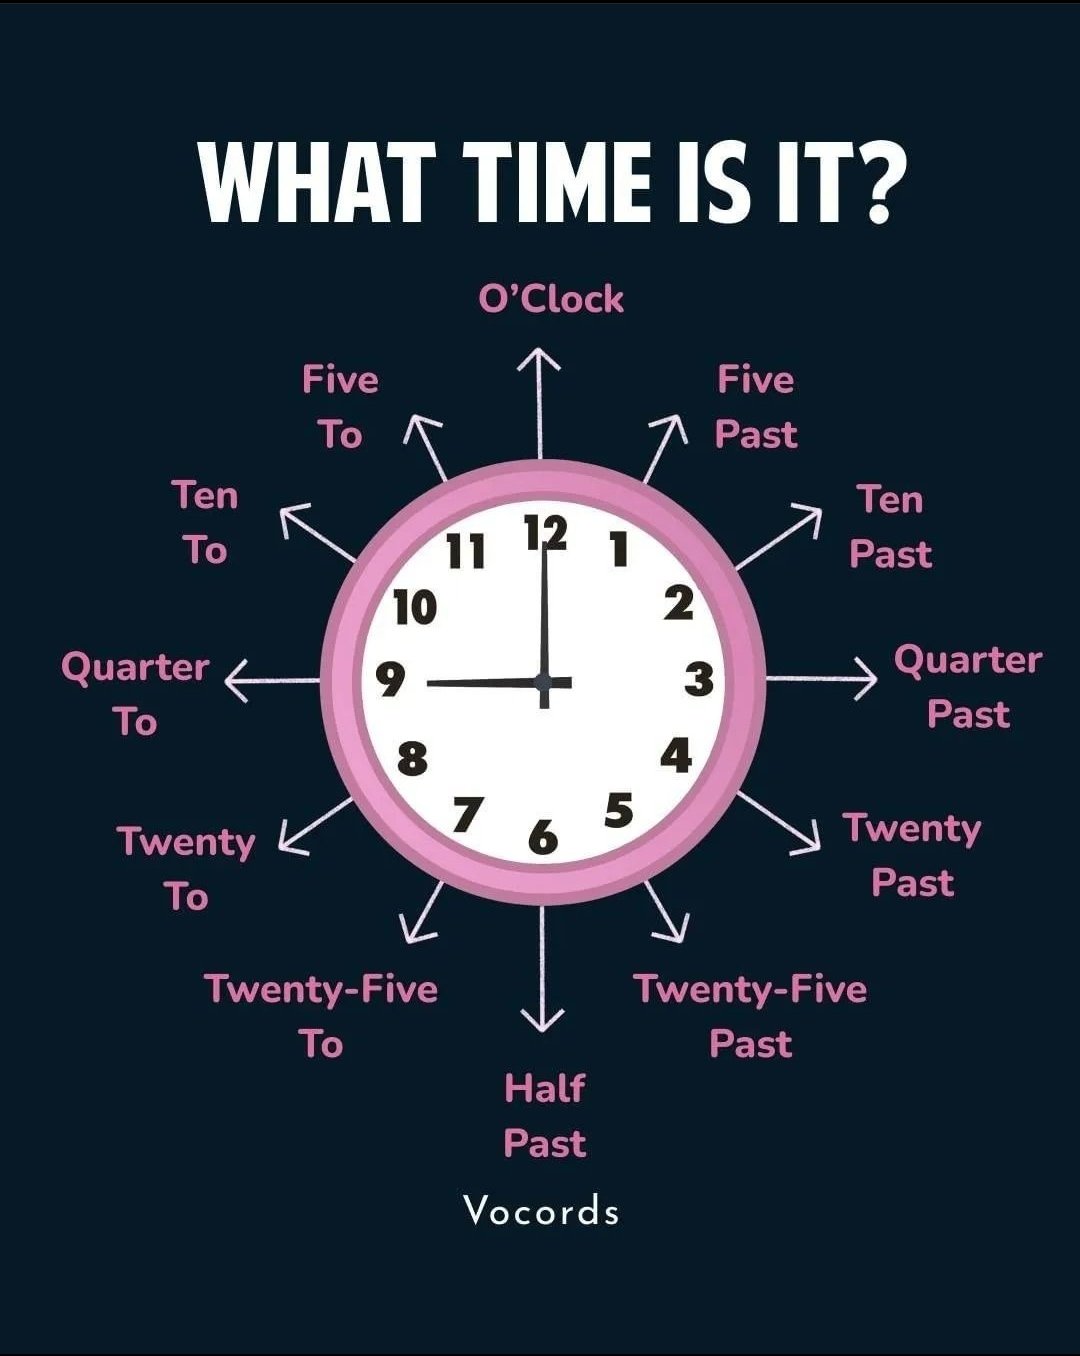 WHAT TIME IS IT?
O'Clock
Five
To
Five
Past
Ten
To
Ten
Past
Quarter
To
Quarter
Past
Twenty
To
Twenty
Past
Twenty-Five
To
Twenty-Five
Past
Half
Past
12
1
2
3
4
5
6
7
8
9
10
11
Vocords